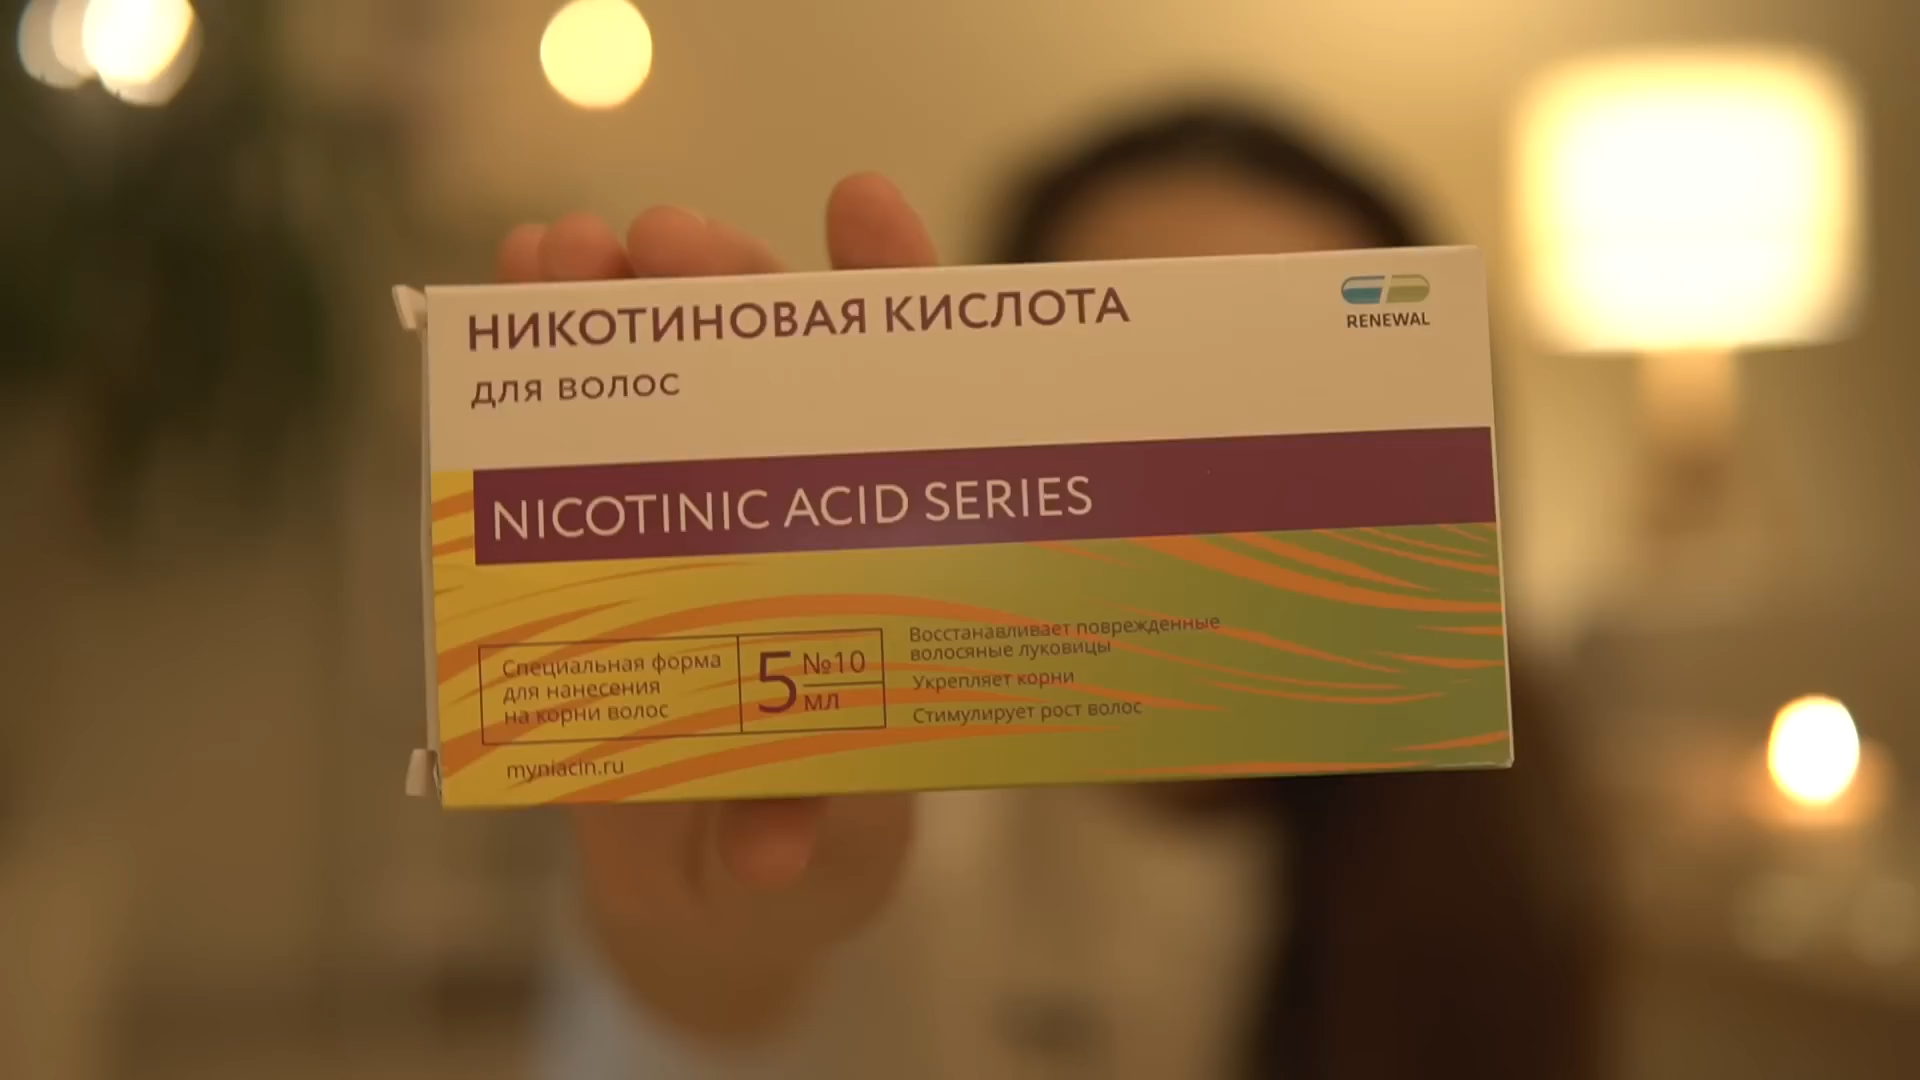 НИКОТИНОВАЯ КИСЛОТА
ДЛЯ ВОЛОС
RENEWAL
NICOTINIC ACID SERIES
Специальная форма
для нанесения
на корни волос
5 №10
мл
Восстанавливает поврежденные
волосяные луковицы
Укрепляет корни
Стимулирует рост волос
myniacin.ru